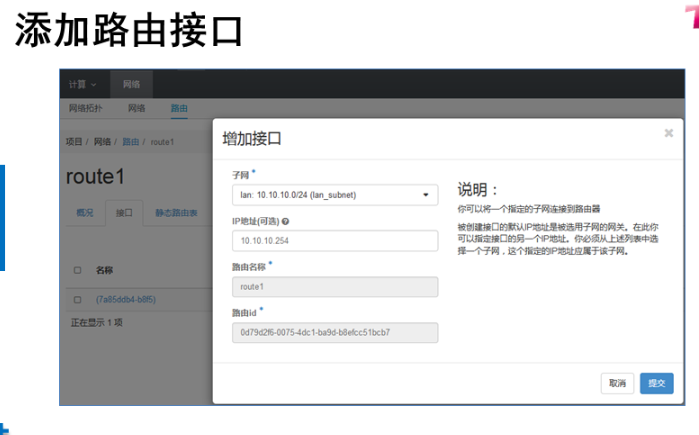 添加路由接口
计算 网络
网络拓扑 网络 路由
项目 / 网络 / 路由 / route1
route1
概况 接口 静态路由表
名称
(7a85ddb4-b8f5)
正在显示 1 项
增加接口 ×
子网 *
lan: 10.10.10.0/24 (lan_subnet)
IP地址(可选)
10.10.10.254
路由名称 *
route1
路由id *
0d79d2f6-0075-4dc1-ba9d-b8efcc51bcb7
说明：
你可以将一个指定的子网连接到路由器
被创建接口的默认IP地址是被选用子网的网关。在此你
可以指定接口的另一个IP地址。你必须从上述列表中选
择一个子网，这个指定的IP地址应属于该子网。
取消 提交